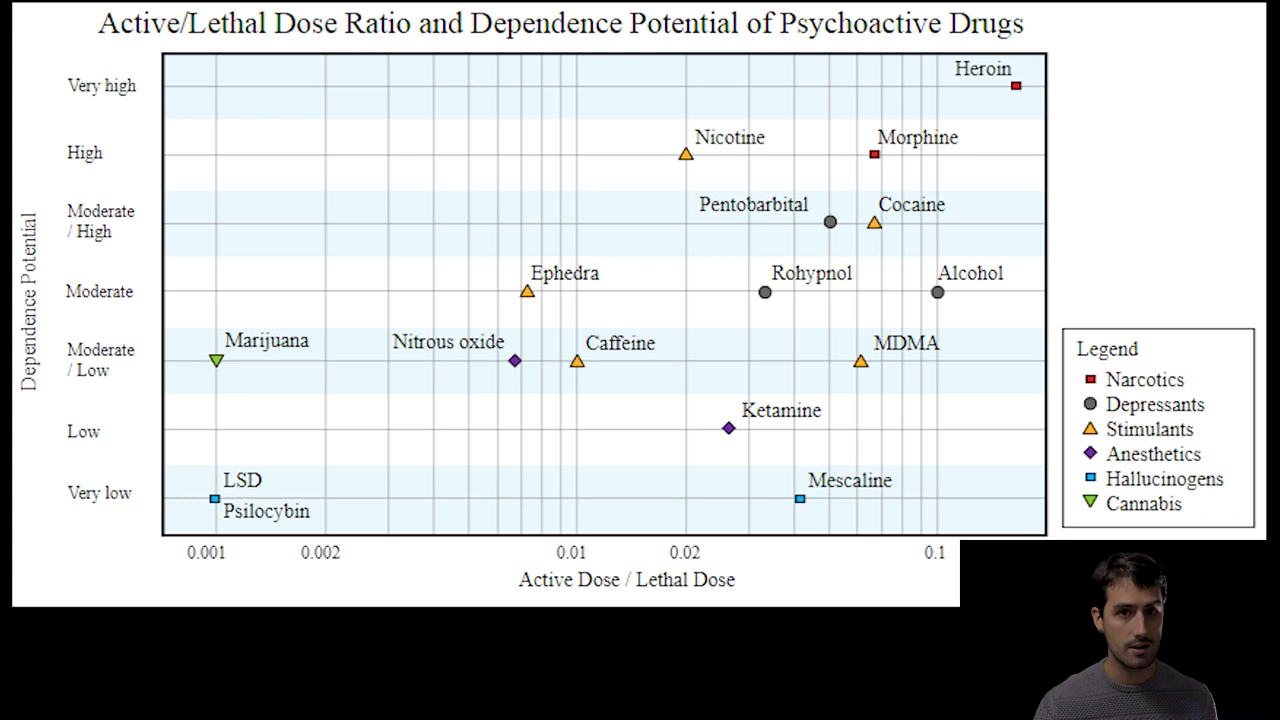 Active/Lethal Dose Ratio and Dependence Potential of Psychoactive Drugs
Dependence Potential
Very high
High
Moderate
/ High
Moderate
Moderate
/ Low
Low
Very low
Heroin
Nicotine
Morphine
Pentobarbital
Cocaine
Ephedra
Rohypnol
Alcohol
Marijuana
Nitrous oxide
Caffeine
MDMA
Ketamine
LSD
Psilocybin
Mescaline
0.001
0.002
0.01
0.02
0.1
Active Dose / Lethal Dose
Legend
Narcotics
Depressants
Stimulants
Anesthetics
Hallucinogens
Cannabis